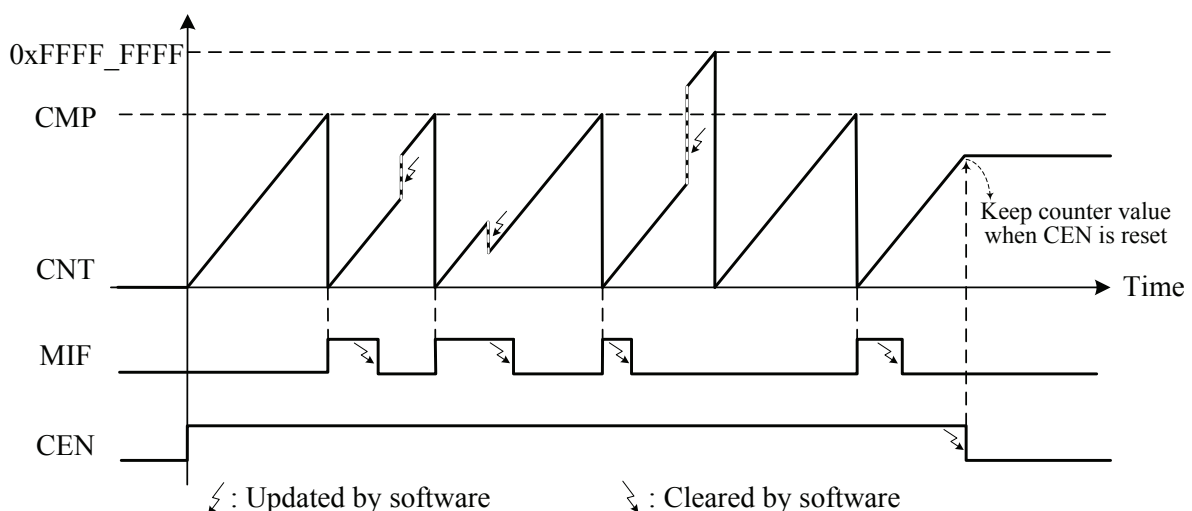 0xFFFF_FFFF
CMP
Keep counter value
when CEN is reset
CNT
Time
MIF
CEN
: Updated by software
: Cleared by software